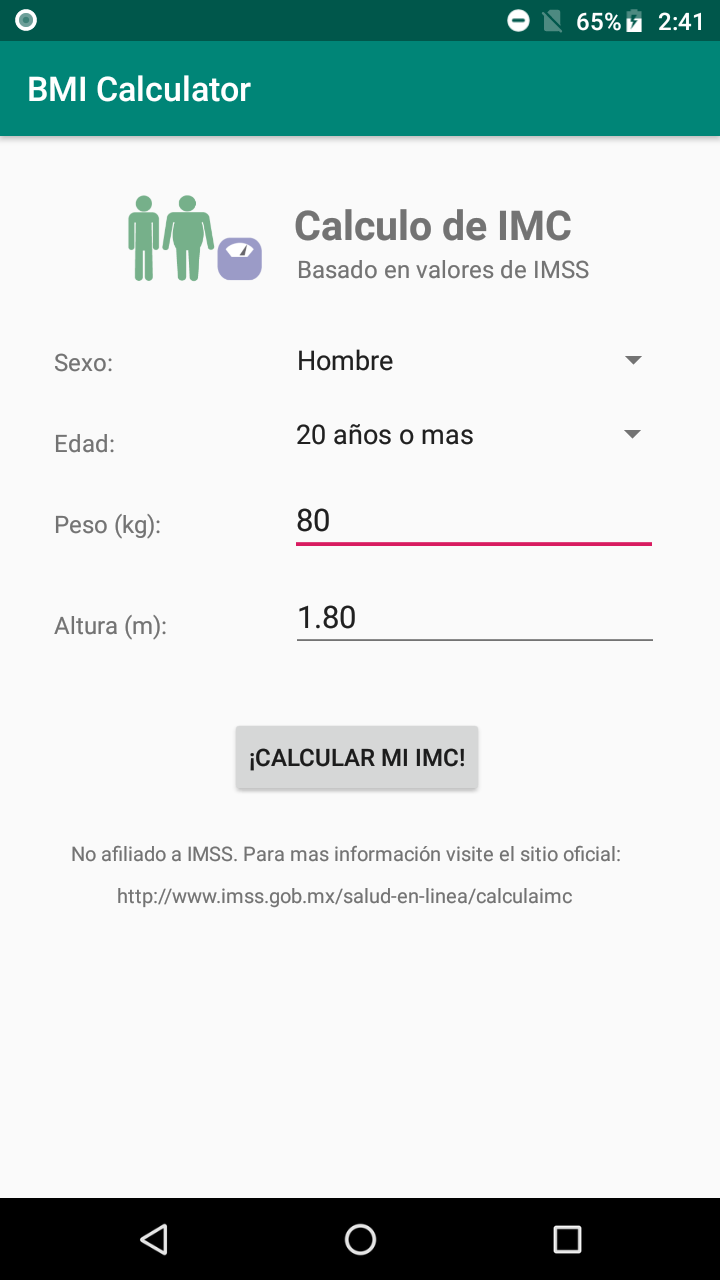 65% 2:41
BMI Calculator
Calculo de IMC
Basado en valores de IMSS
Sexo: Hombre
Edad: 20 años o mas
Peso (kg): 80
Altura (m): 1.80
¡CALCULAR MI IMC!
No afiliado a IMSS. Para mas información visite el sitio oficial:
http://www.imss.gob.mx/salud-en-linea/calculaimc